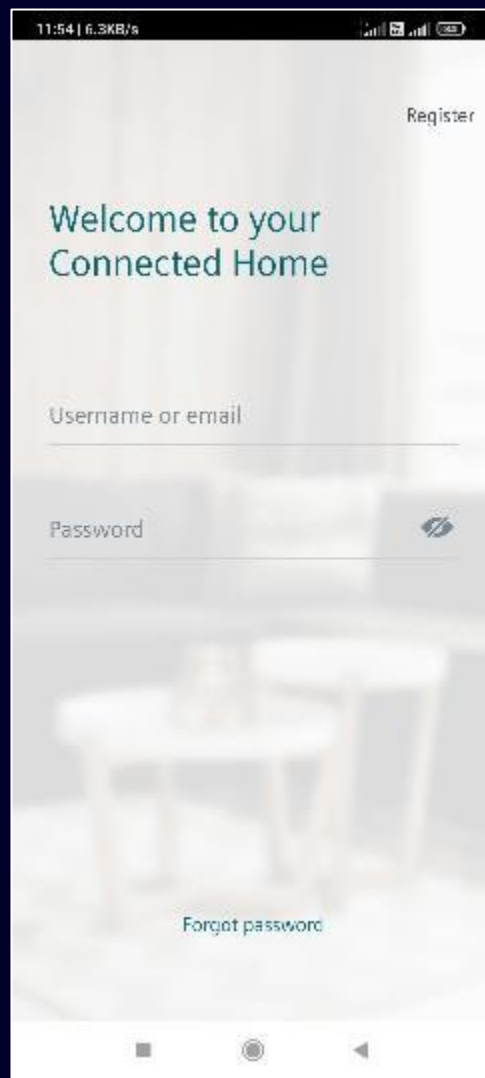 11:54 | 6.3KB/s
Register
Welcome to your
Connected Home
Username or email
Password
Forgot password